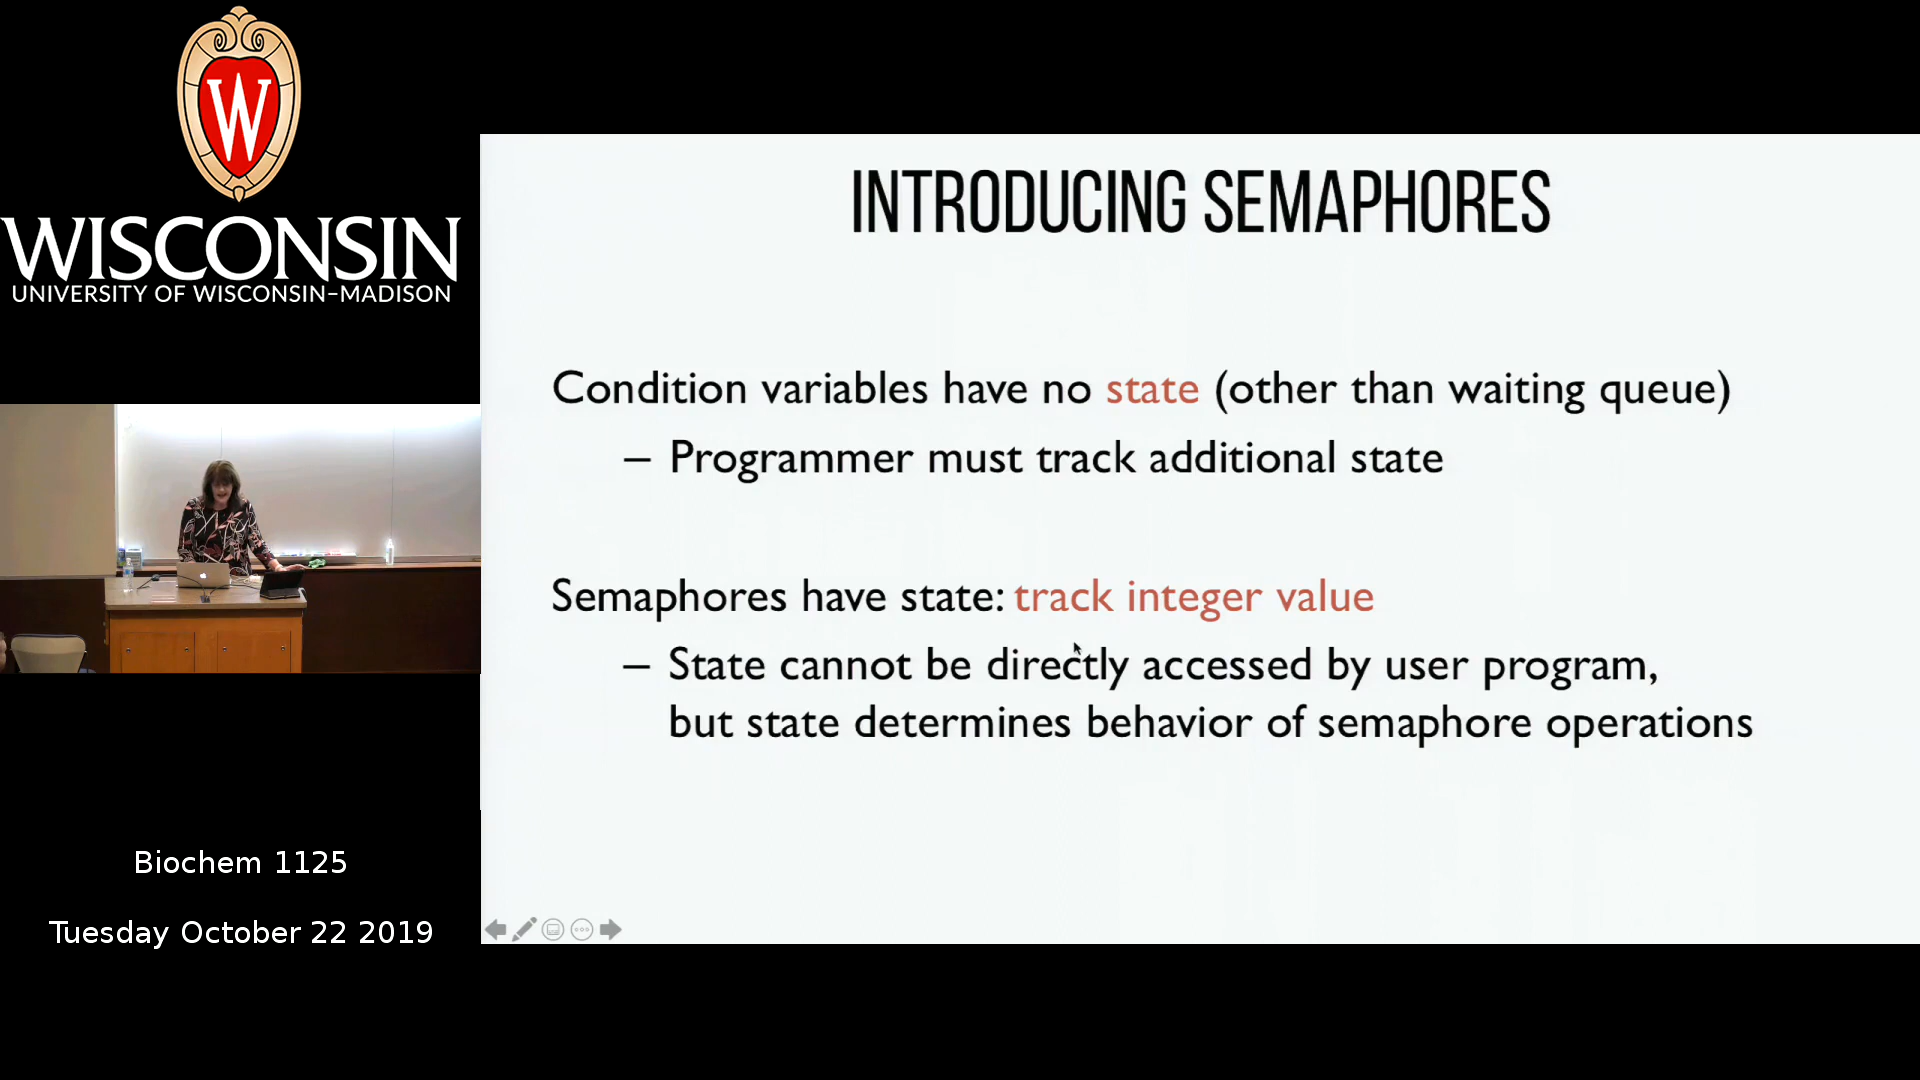 W
WISCONSIN
UNIVERSITY OF WISCONSIN–MADISON
INTRODUCING SEMAPHORES
Condition variables have no state (other than waiting queue)
– Programmer must track additional state
Semaphores have state: track integer value
– State cannot be directly accessed by user program,
but state determines behavior of semaphore operations
Biochem 1125
Tuesday October 22 2019